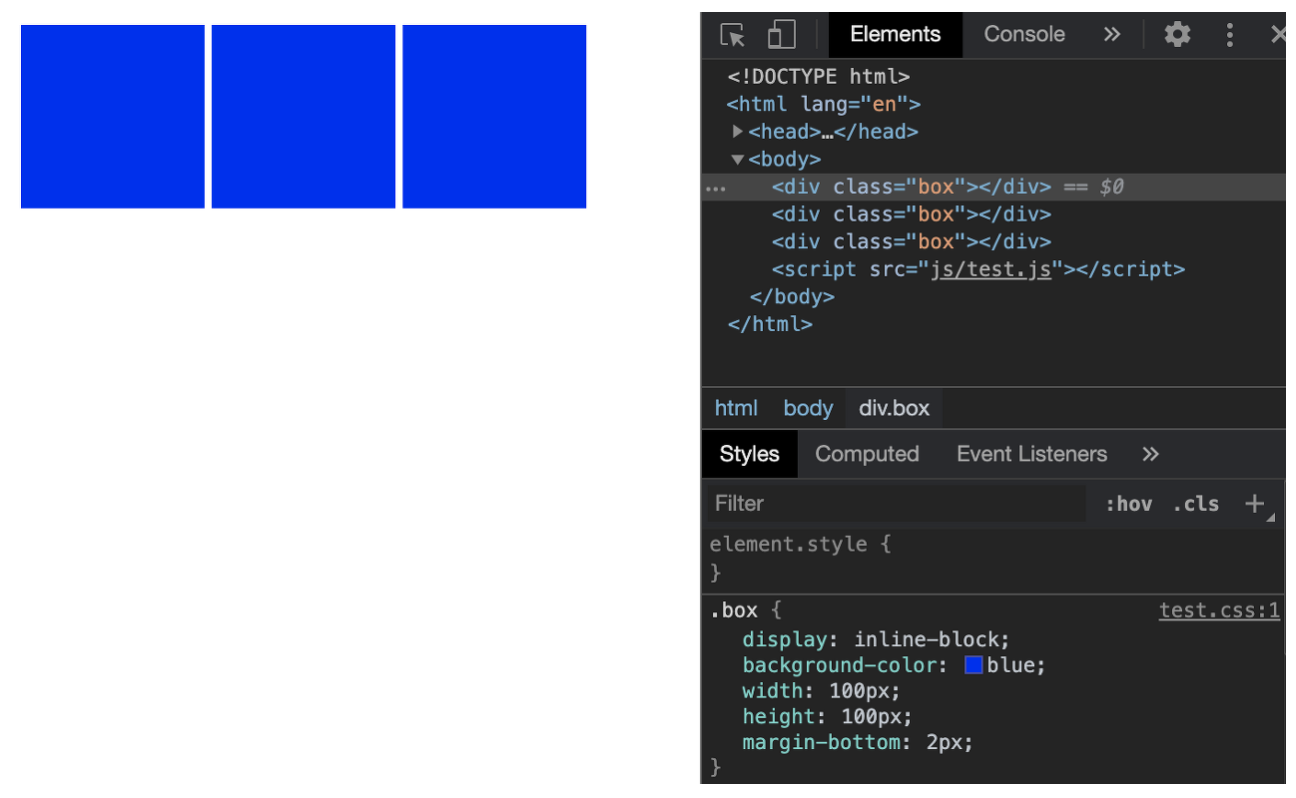 Elements Console »
<!DOCTYPE html>
<html lang="en">
<head>…</head>
<body>
<div class="box"></div> == $0
<div class="box"></div>
<div class="box"></div>
<script src="js/test.js"></script>
</body>
</html>
html body div.box
Styles Computed Event Listeners »
Filter :hov .cls +
element.style {
}
.box { test.css:1
display: inline-block;
background-color: blue;
width: 100px;
height: 100px;
margin-bottom: 2px;
}